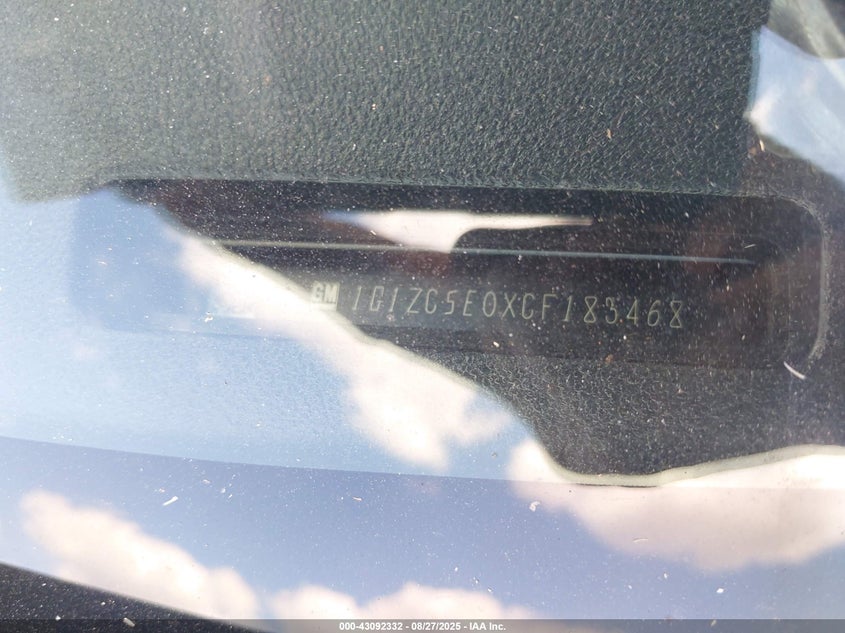 GM 1G1ZC5E0XCF183468
000-43092332 - 08/27/2025 - IAA Inc.